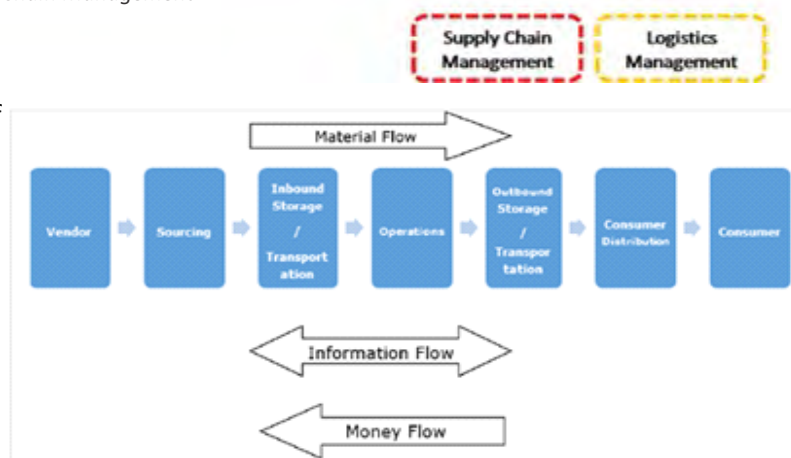 Supply Chain
Management
Logistics
Management
Material Flow
Vendor
Sourcing
Inbound
Storage
/
Transport
ation
Operations
Outbound
Storage
/
Transpor
tation
Consumer
Distribution
Consumer
Information Flow
Money Flow